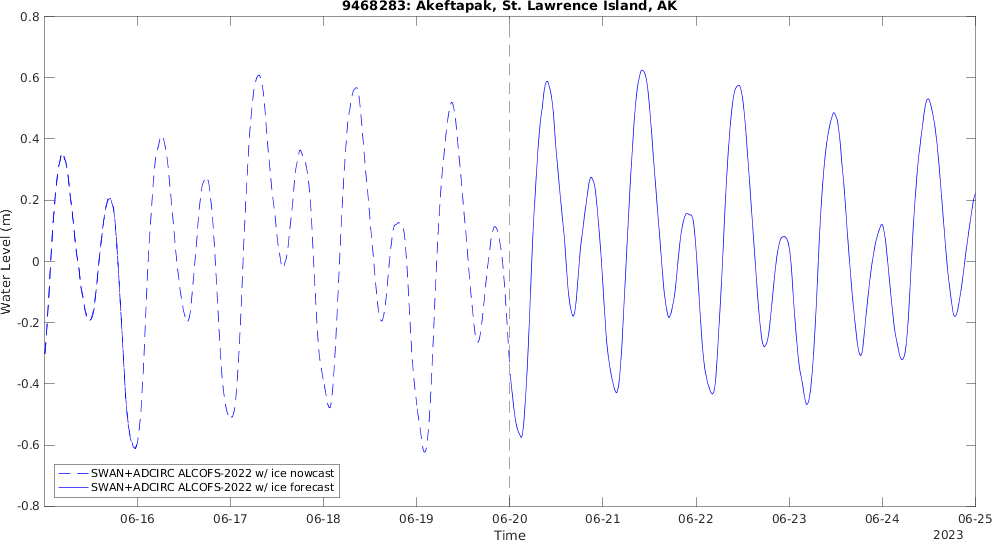 9468283: Akeftapak, St. Lawrence Island, AK
0.8
0.6
0.4
0.2
0
-0.2
-0.4
-0.6
-0.8
Water Level (m)
SWAN+ADCIRC ALCOFS-2022 w/ ice nowcast
SWAN+ADCIRC ALCOFS-2022 w/ ice forecast
06-16 06-17 06-18 06-19 06-20 06-21 06-22 06-23 06-24 06-25
Time
2023